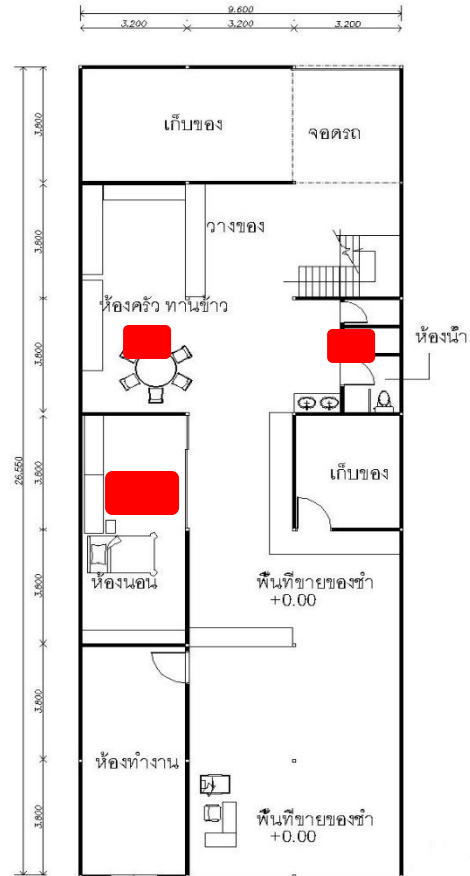 9.600
3.200
3.200
3.200
3.800
3.800
3.800
3.800
3.800
3.800
3.800
26.550
เก็บของ
จอดรถ
วางของ
ห้องครัว ทานข้าว
ห้องน้ำ
เก็บของ
ห้องนอน
พื้นที่ขายของชำ
+0.00
ห้องทำงาน
พื้นที่ขายของชำ
+0.00